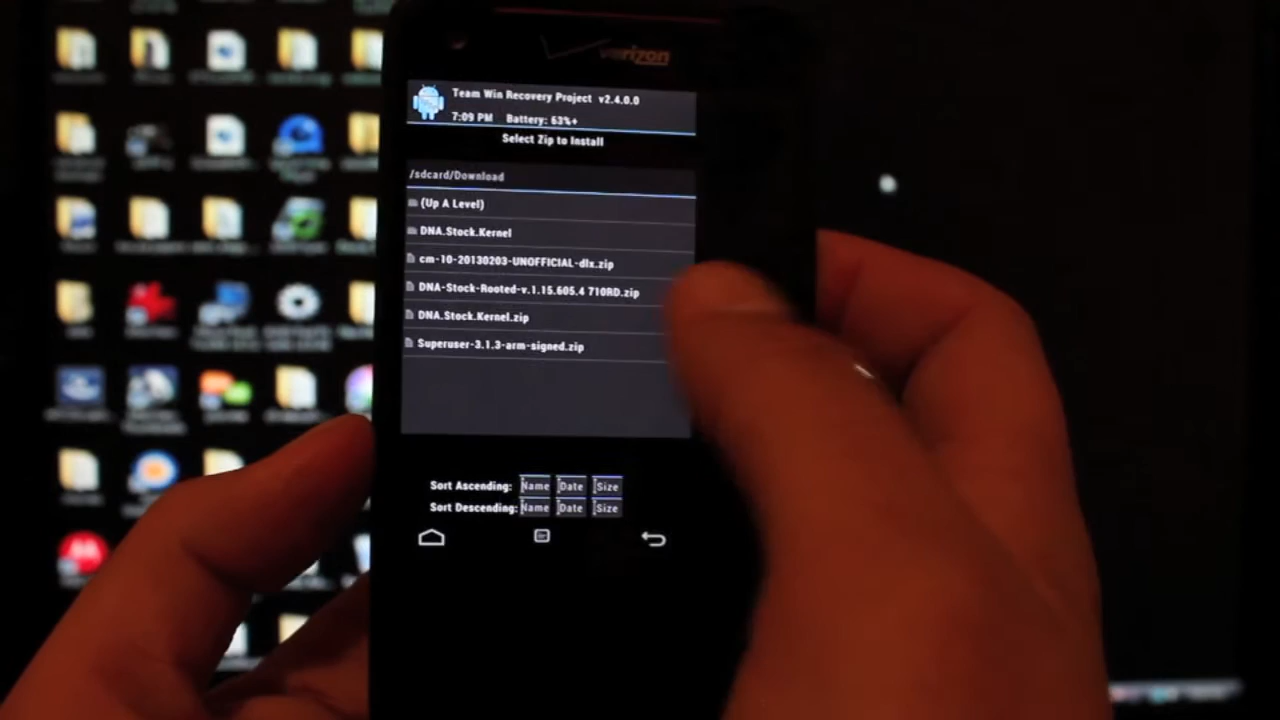 verizon
Team Win Recovery Project v2.4.0.0
7:09 PM Battery: 63%+
Select Zip to Install
/sdcard/Download
(Up A Level)
DNA.Stock.Kernel
cm-10-20130203-UNOFFICIAL-dlx.zip
DNA-Stock-Rooted-v.1.15.605.4 710RD.zip
DNA.Stock.Kernel.zip
Superuser-3.1.3-arm-signed.zip
Sort Ascending: Name Date Size
Sort Descending: Name Date Size